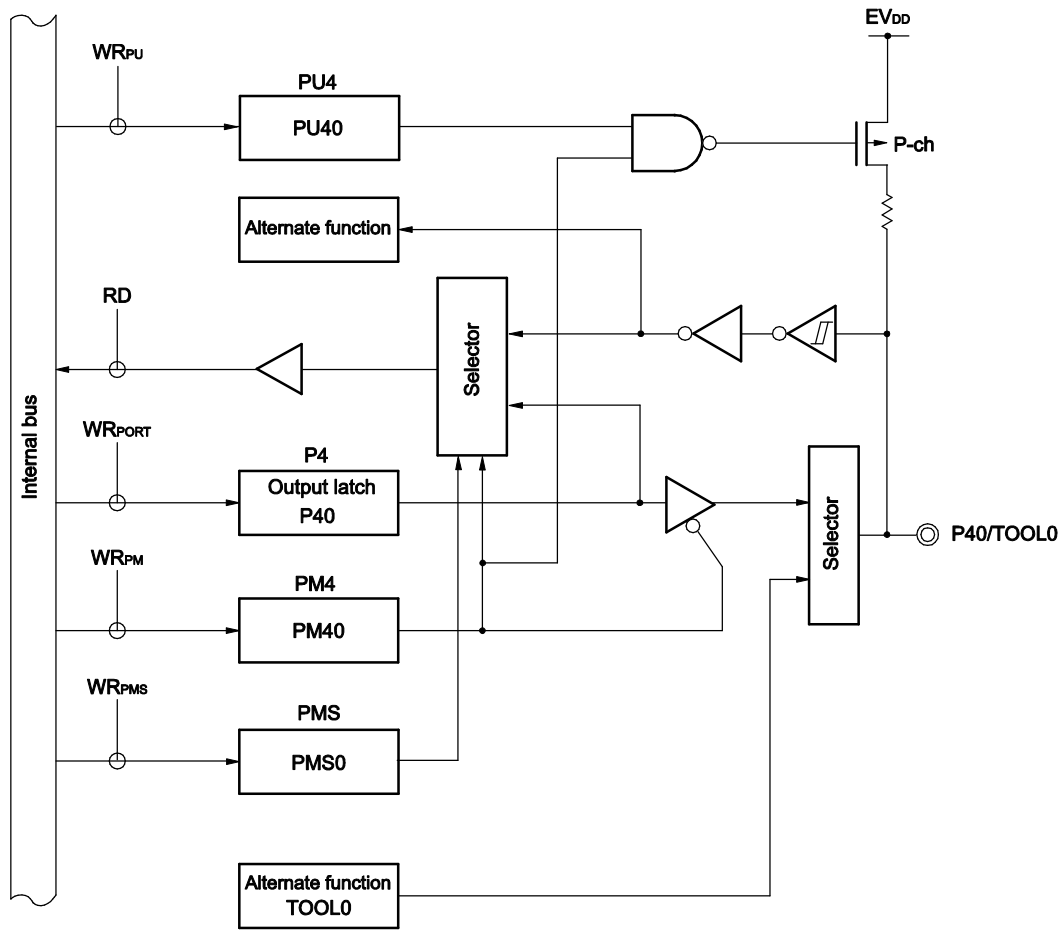 EVDD
WRPU
PU4
PU40
P-ch
Alternate function
RD
Selector
Internal bus
WRPORT
P4
Output latch
P40
Selector
P40/TOOL0
WRPM
PM4
PM40
WRPMS
PMS
PMS0
Alternate function
TOOL0